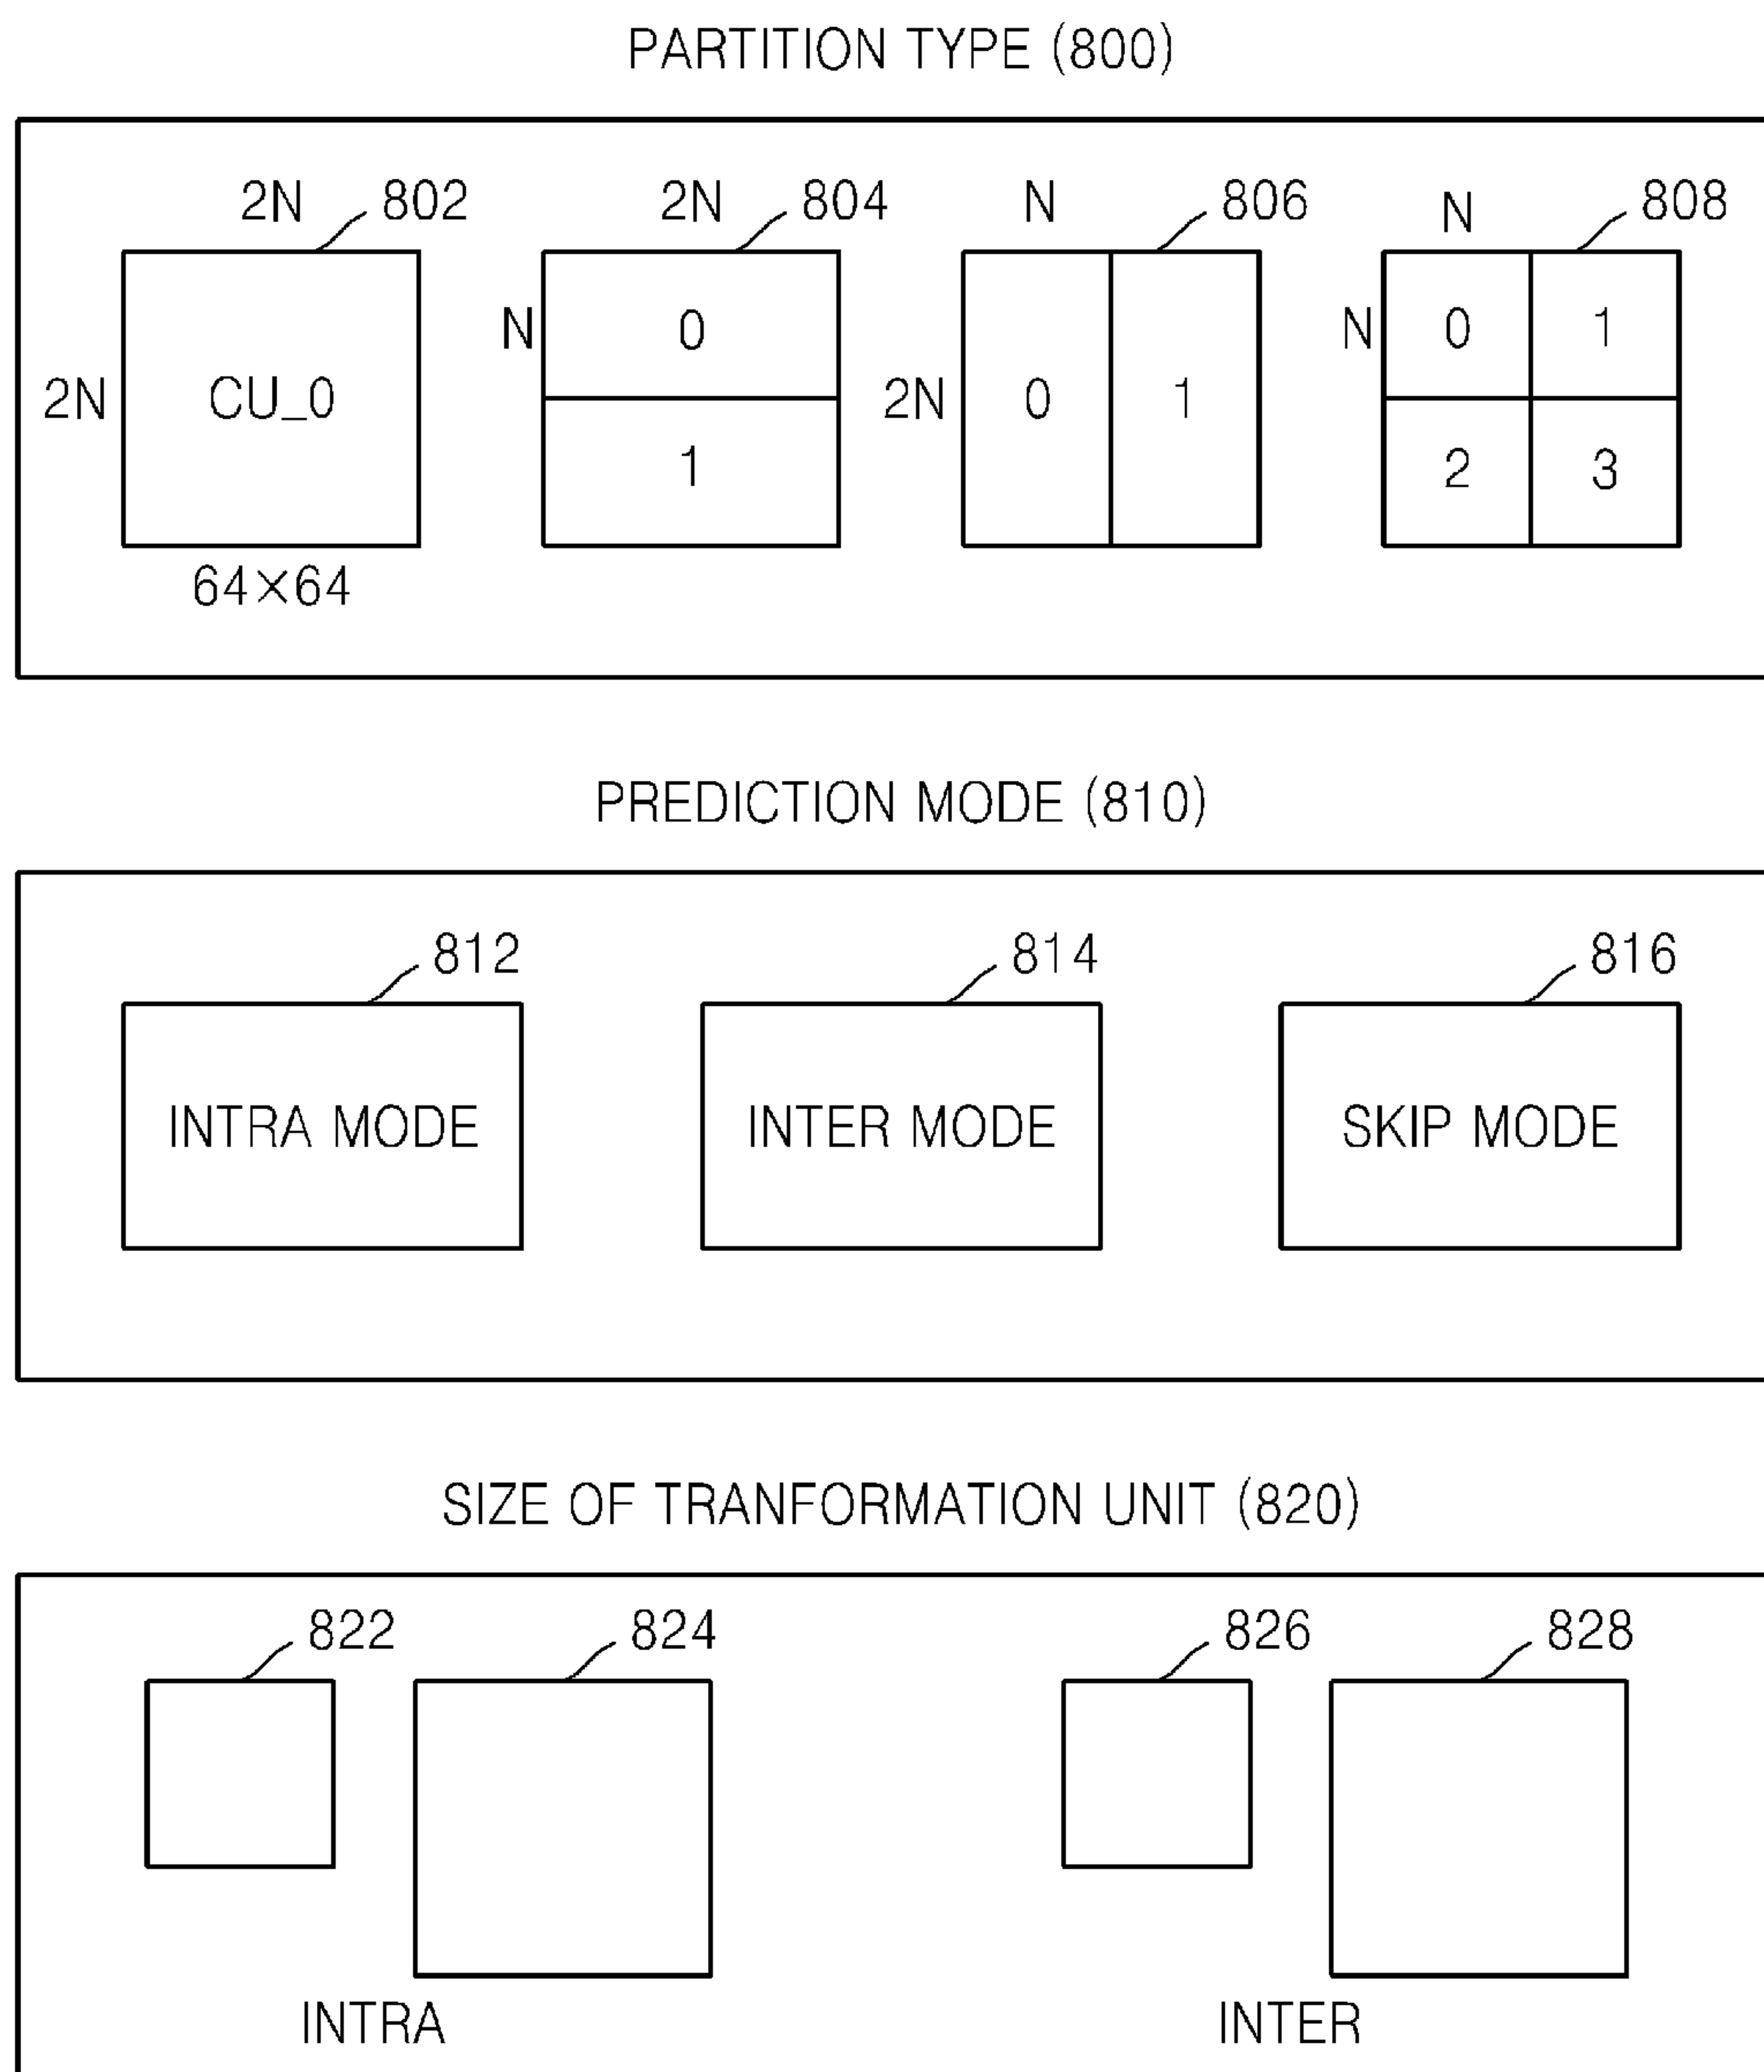 PARTITION TYPE (800)
2N 802 2N 804 N 806 N 808
N 0 N 0 1
2N CU_0 2N 0 1
1 2 3
64×64
PREDICTION MODE (810)
812 814 816
INTRA MODE INTER MODE SKIP MODE
SIZE OF TRANFORMATION UNIT (820)
822 824 826 828
INTRA INTER